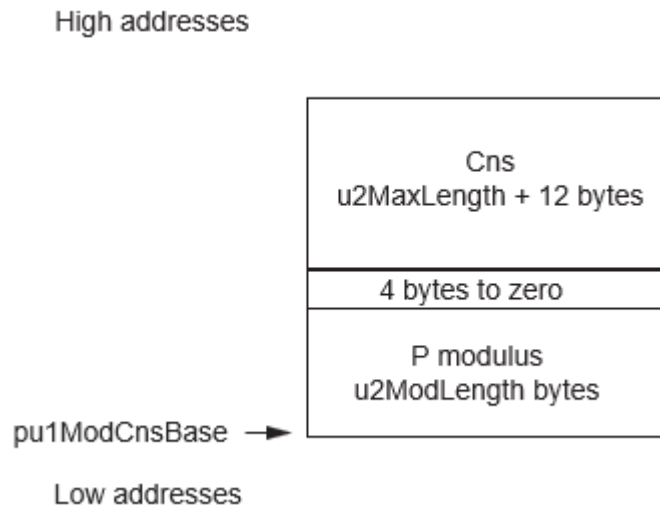 High addresses
Cns
u2MaxLength + 12 bytes
4 bytes to zero
P modulus
u2ModLength bytes
pu1ModCnsBase
Low addresses